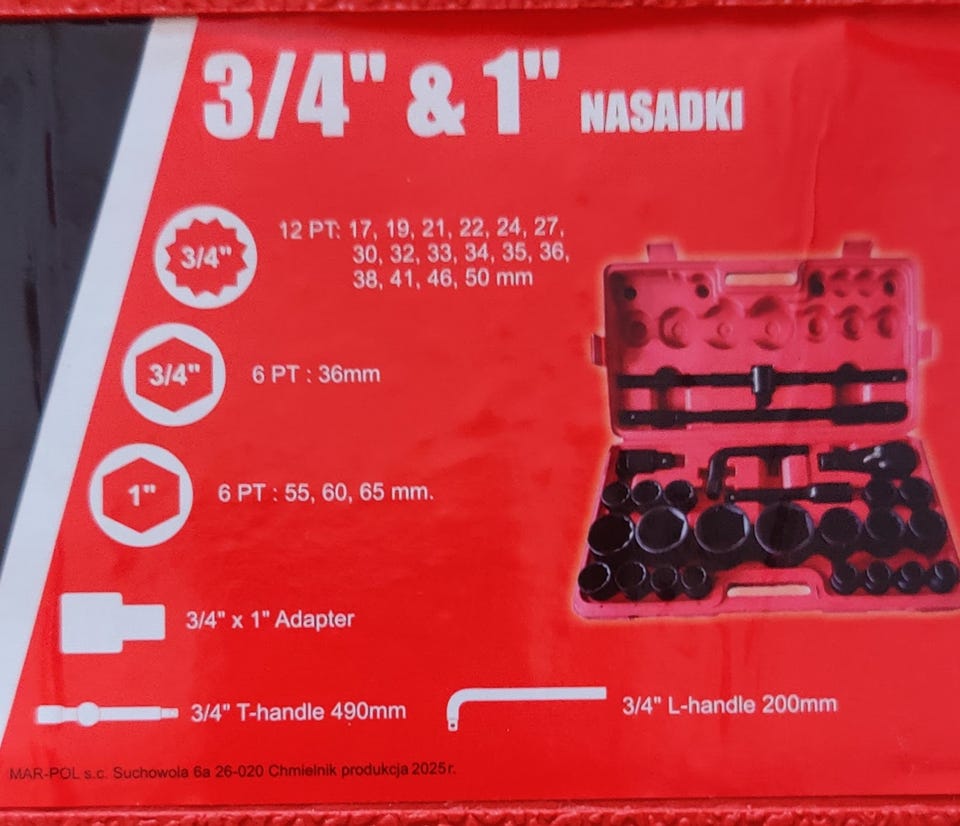 3/4" & 1" NASADKI
3/4"
12 PT: 17, 19, 21, 22, 24, 27,
30, 32, 33, 34, 35, 36,
38, 41, 46, 50 mm
3/4"
6 PT : 36mm
1"
6 PT : 55, 60, 65 mm.
3/4" x 1" Adapter
3/4" T-handle 490mm
3/4" L-handle 200mm
MAR-POL s.c. Suchowola 6a 26-020 Chmielnik produkcja 2025r.